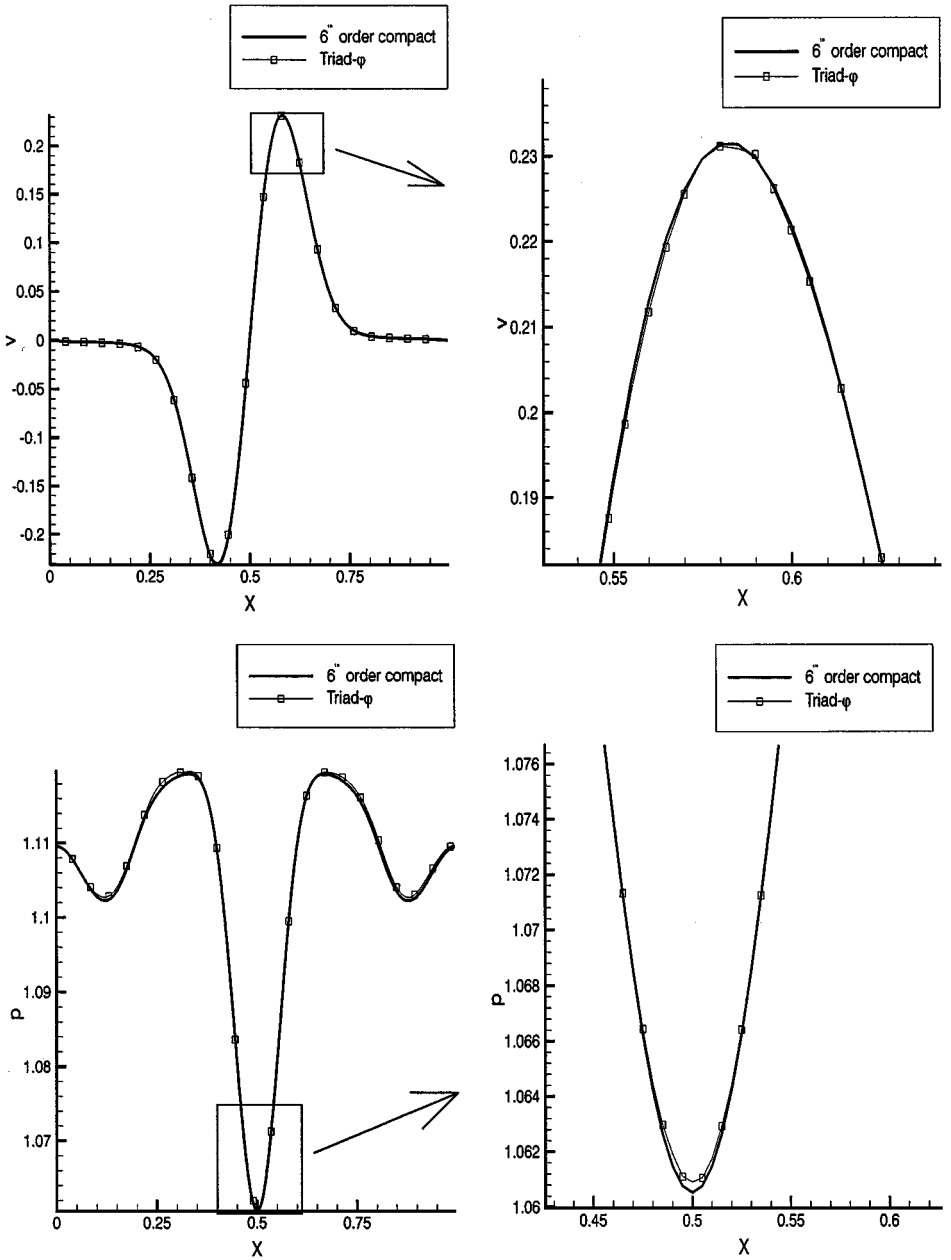 6th order compact
Triad-φ
0.2
0.15
0.1
0.05
0
-0.05
-0.1
-0.15
-0.2
v
0
0.25
0.5
0.75
X
6th order compact
Triad-φ
0.23
0.22
0.21
0.2
0.19
v
0.55
0.6
X
6th order compact
Triad-φ
1.11
1.1
1.09
1.08
1.07
p
0
0.25
0.5
0.75
X
6th order compact
Triad-φ
1.076
1.074
1.072
1.07
1.068
1.066
1.064
1.062
1.06
p
0.45
0.5
0.55
0.6
X